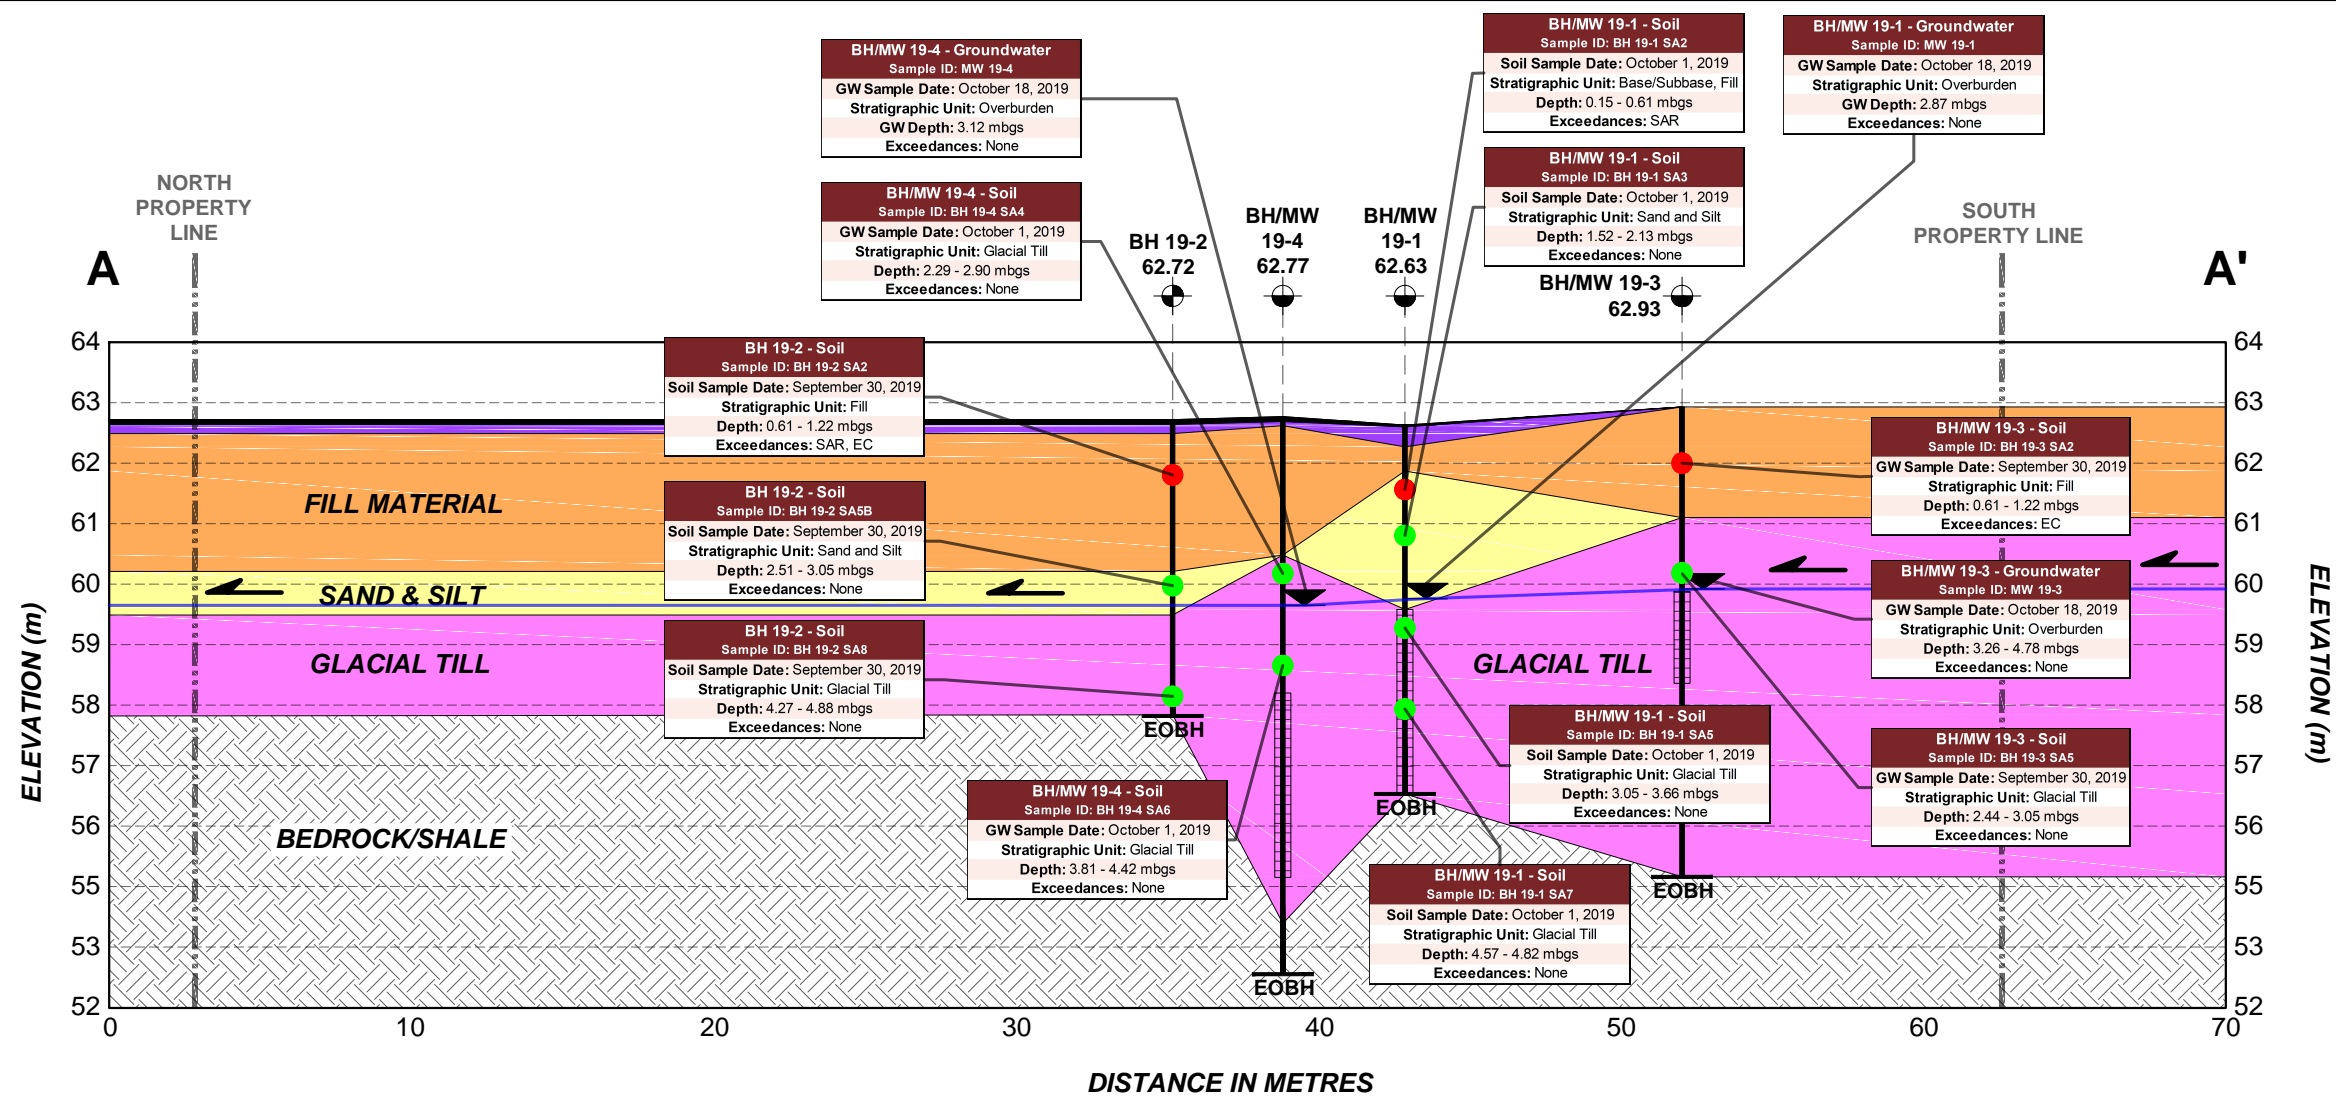 BH/MW 19-4 - Groundwater
Sample ID: MW 19-4
GW Sample Date: October 18, 2019
Stratigraphic Unit: Overburden
GW Depth: 3.12 mbgs
Exceedances: None
BH/MW 19-1 - Soil
Sample ID: BH 19-1 SA2
Soil Sample Date: October 1, 2019
Stratigraphic Unit: Base/Subbase, Fill
Depth: 0.15 - 0.61 mbgs
Exceedances: SAR
BH/MW 19-1 - Groundwater
Sample ID: MW 19-1
GW Sample Date: October 18, 2019
Stratigraphic Unit: Overburden
GW Depth: 2.87 mbgs
Exceedances: None
NORTH
PROPERTY
LINE
BH/MW 19-4 - Soil
Sample ID: BH 19-4 SA4
GW Sample Date: October 1, 2019
Stratigraphic Unit: Glacial Till
Depth: 2.29 - 2.90 mbgs
Exceedances: None
BH/MW 19-1 - Soil
Sample ID: BH 19-1 SA3
Soil Sample Date: October 1, 2019
Stratigraphic Unit: Sand and Silt
Depth: 1.52 - 2.13 mbgs
Exceedances: None
SOUTH
PROPERTY LINE
A
BH 19-2
62.72
BH/MW
19-4
62.77
BH/MW
19-1
62.63
BH/MW 19-3
62.93
A'
64
63
62
61
60
59
58
57
56
55
53
52
ELEVATION (m)
BH 19-2 - Soil
Sample ID: BH 19-2 SA2
Soil Sample Date: September 30, 2019
Stratigraphic Unit: Fill
Depth: 0.61 - 1.22 mbgs
Exceedances: SAR, EC
BH 19-2 - Soil
Sample ID: BH 19-2 SA5B
Soil Sample Date: September 30, 2019
Stratigraphic Unit: Sand and Silt
Depth: 2.51 - 3.05 mbgs
Exceedances: None
BH 19-2 - Soil
Sample ID: BH 19-2 SA8
Soil Sample Date: September 30, 2019
Stratigraphic Unit: Glacial Till
Depth: 4.27 - 4.88 mbgs
Exceedances: None
FILL MATERIAL
SAND & SILT
GLACIAL TILL
BEDROCK/SHALE
GLACIAL TILL
EOBH
EOBH
EOBH
EOBH
BH/MW 19-4 - Soil
Sample ID: BH 19-4 SA6
GW Sample Date: October 1, 2019
Stratigraphic Unit: Glacial Till
Depth: 3.81 - 4.42 mbgs
Exceedances: None
BH/MW 19-1 - Soil
Sample ID: BH 19-1 SA5
Soil Sample Date: October 1, 2019
Stratigraphic Unit: Glacial Till
Depth: 3.05 - 3.66 mbgs
Exceedances: None
BH/MW 19-1 - Soil
Sample ID: BH 19-1 SA7
Soil Sample Date: October 1, 2019
Stratigraphic Unit: Glacial Till
Depth: 4.57 - 4.82 mbgs
Exceedances: None
BH/MW 19-3 - Soil
Sample ID: BH 19-3 SA2
GW Sample Date: September 30, 2019
Stratigraphic Unit: Fill
Depth: 0.61 - 1.22 mbgs
Exceedances: EC
BH/MW 19-3 - Groundwater
Sample ID: MW 19-3
GW Sample Date: October 18, 2019
Stratigraphic Unit: Overburden
Depth: 3.26 - 4.78 mbgs
Exceedances: None
BH/MW 19-3 - Soil
Sample ID: BH 19-3 SA5
GW Sample Date: September 30, 2019
Stratigraphic Unit: Glacial Till
Depth: 2.44 - 3.05 mbgs
Exceedances: None
64
63
62
61
60
59
58
57
56
55
53
52
ELEVATION (m)
0 10 20 30 40 50 60 70
DISTANCE IN METRES